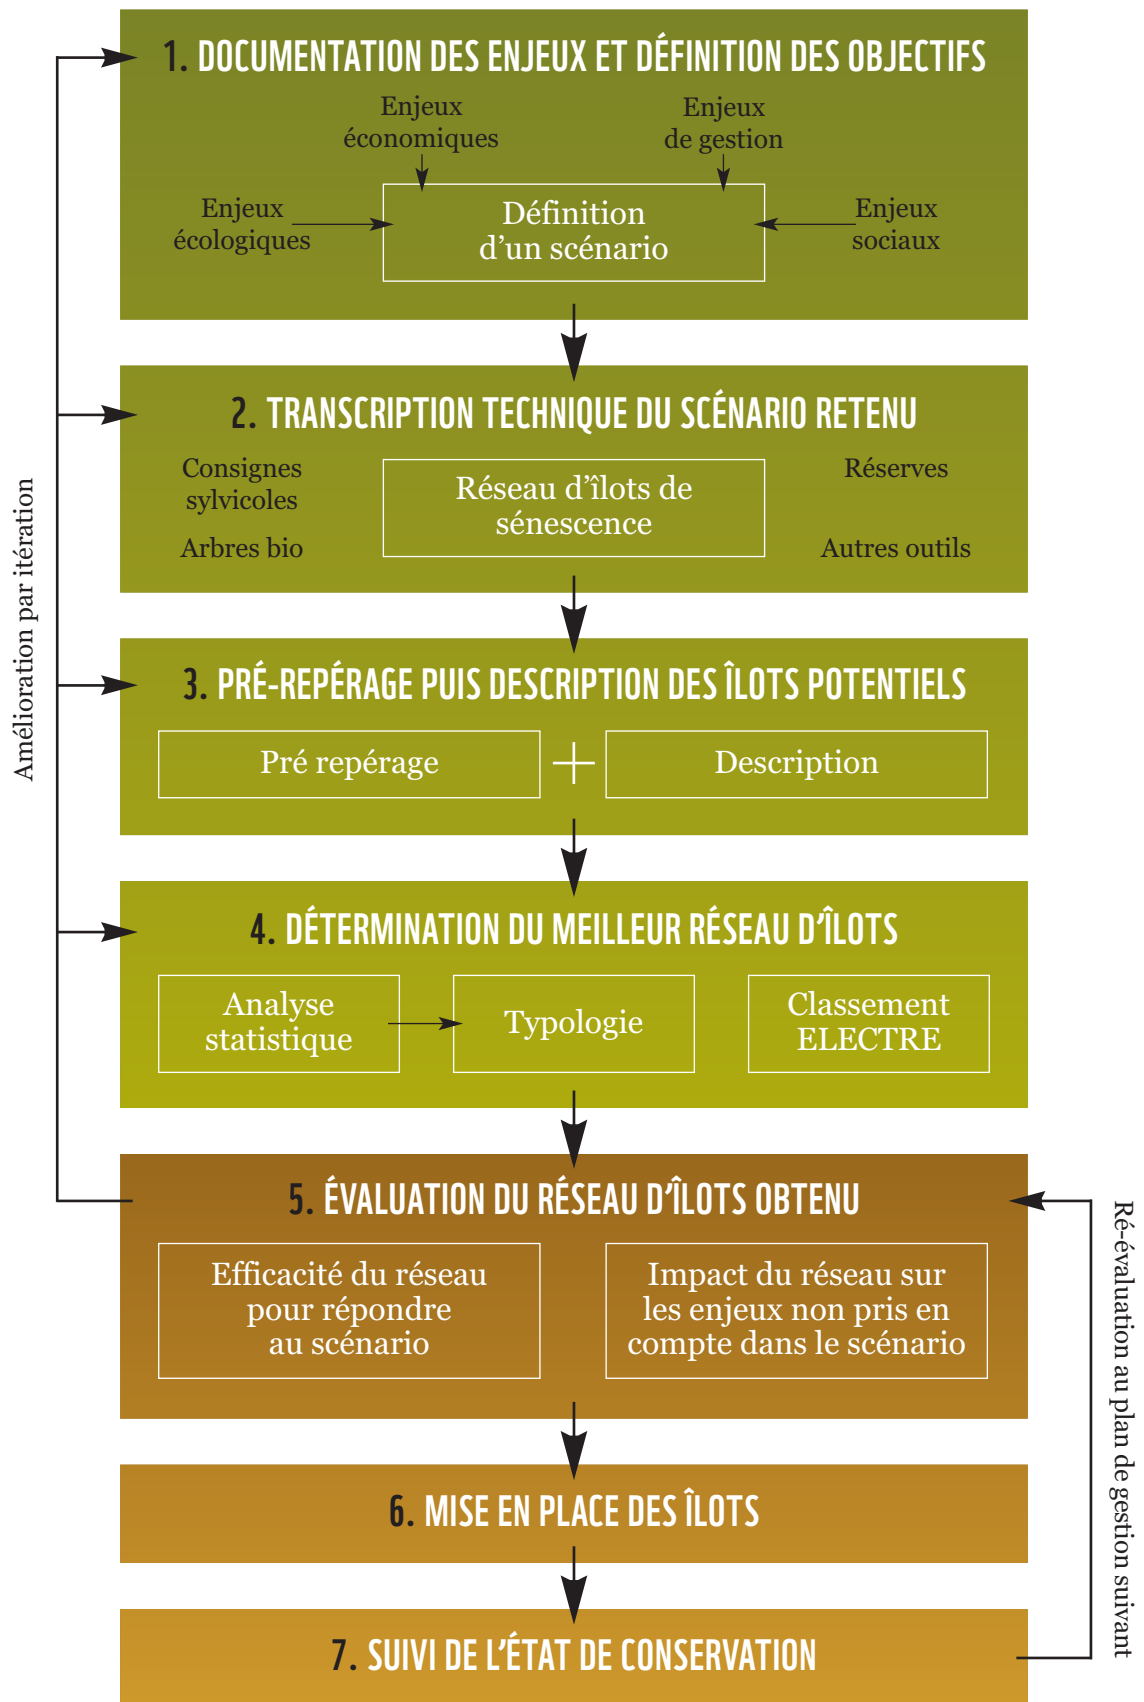 1. DOCUMENTATION DES ENJEUX ET DÉFINITION DES OBJECTIFS
Enjeux
économiques
Enjeux
de gestion
Enjeux
écologiques
Définition
d’un scénario
Enjeux
sociaux
2. TRANSCRIPTION TECHNIQUE DU SCÉNARIO RETENU
Consignes
sylvicoles
Arbres bio
Réseau d’îlots de
sénescence
Réserves
Autres outils
3. PRÉ-REPÉRAGE PUIS DESCRIPTION DES ÎLOTS POTENTIELS
Pré repérage
Description
4. DÉTERMINATION DU MEILLEUR RÉSEAU D’ÎLOTS
Analyse
statistique
Typologie
Classement
ELECTRE
5. ÉVALUATION DU RÉSEAU D’ÎLOTS OBTENU
Efficacité du réseau
pour répondre
au scénario
Impact du réseau sur
les enjeux non pris en
compte dans le scénario
6. MISE EN PLACE DES ÎLOTS
7. SUIVI DE L’ÉTAT DE CONSERVATION
Amélioration par itération
Ré-évaluation au plan de gestion suivant